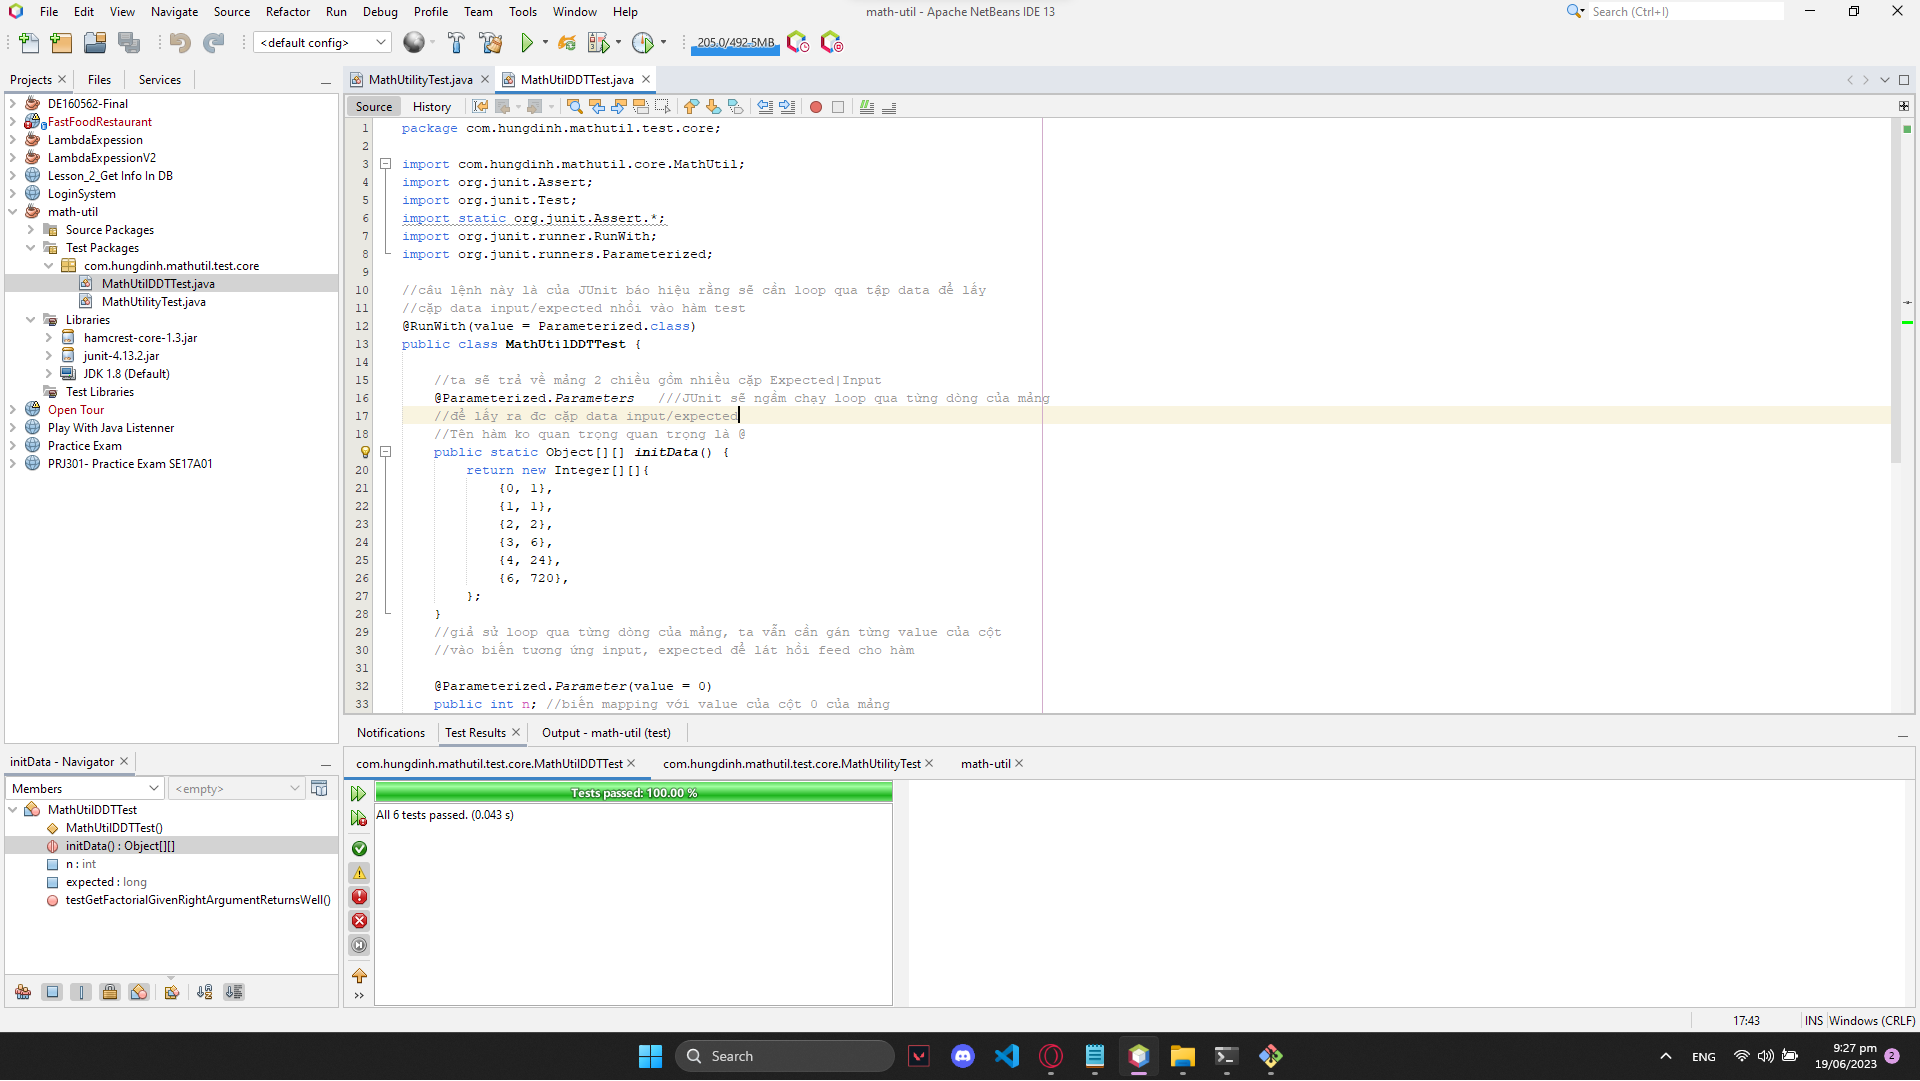 File Edit View Navigate Source Refactor Run Debug Profile Team Tools Window Help
math-util - Apache NetBeans IDE 13
Search (Ctrl+I)
<default config>
205.0/492.5MB
Projects Files Services
DE160562-Final
FastFoodRestaurant
LambdaExpession
LambdaExpessionV2
Lesson_2_Get Info In DB
LoginSystem
math-util
Source Packages
Test Packages
com.hungdinh.mathutil.test.core
MathUtilDDTTest.java
MathUtilityTest.java
Libraries
hamcrest-core-1.3.jar
junit-4.13.2.jar
JDK 1.8 (Default)
Test Libraries
Open Tour
Play With Java Listenner
Practice Exam
PRJ301- Practice Exam SE17A01
MathUtilityTest.java MathUtilDDTTest.java
Source History
1 package com.hungdinh.mathutil.test.core;
2
3 import com.hungdinh.mathutil.core.MathUtil;
4 import org.junit.Assert;
5 import org.junit.Test;
6 import static org.junit.Assert.*;
7 import org.junit.runner.RunWith;
8 import org.junit.runners.Parameterized;
9
10 //câu lệnh này là của JUnit báo hiệu rằng sẽ cần loop qua tập data để lấy
11 //cặp data input/expected nhồi vào hàm test
12 @RunWith(value = Parameterized.class)
13 public class MathUtilDDTTest {
14
15 //ta sẽ trả về mảng 2 chiều gồm nhiều cặp Expected|Input
16 @Parameterized.Parameters ///JUnit sẽ ngầm chạy loop qua từng dòng của mảng
17 //để lấy ra đc cặp data input/expected
18 //Tên hàm ko quan trọng quan trọng là @
public static Object[][] initData() {
20 return new Integer[][]{
21 {0, 1},
22 {1, 1},
23 {2, 2},
24 {3, 6},
25 {4, 24},
26 {6, 720},
27 };
28 }
29 //giả sử loop qua từng dòng của mảng, ta vẫn cần gán từng value của cột
30 //vào biến tương ứng input, expected để lát hồi feed cho hàm
31
32 @Parameterized.Parameter(value = 0)
33 public int n; //biến mapping với value của cột 0 của mảng
Notifications Test Results Output - math-util (test)
com.hungdinh.mathutil.test.core.MathUtilDDTTest com.hungdinh.mathutil.test.core.MathUtilityTest math-util
Tests passed: 100.00 %
All 6 tests passed. (0.043 s)
initData - Navigator
Members <empty>
MathUtilDDTTest
MathUtilDDTTest()
initData() : Object[][]
n : int
expected : long
testGetFactorialGivenRightArgumentReturnsWell()
17:43 INS Windows (CRLF)
Search
ENG
9:27 pm
19/06/2023
2